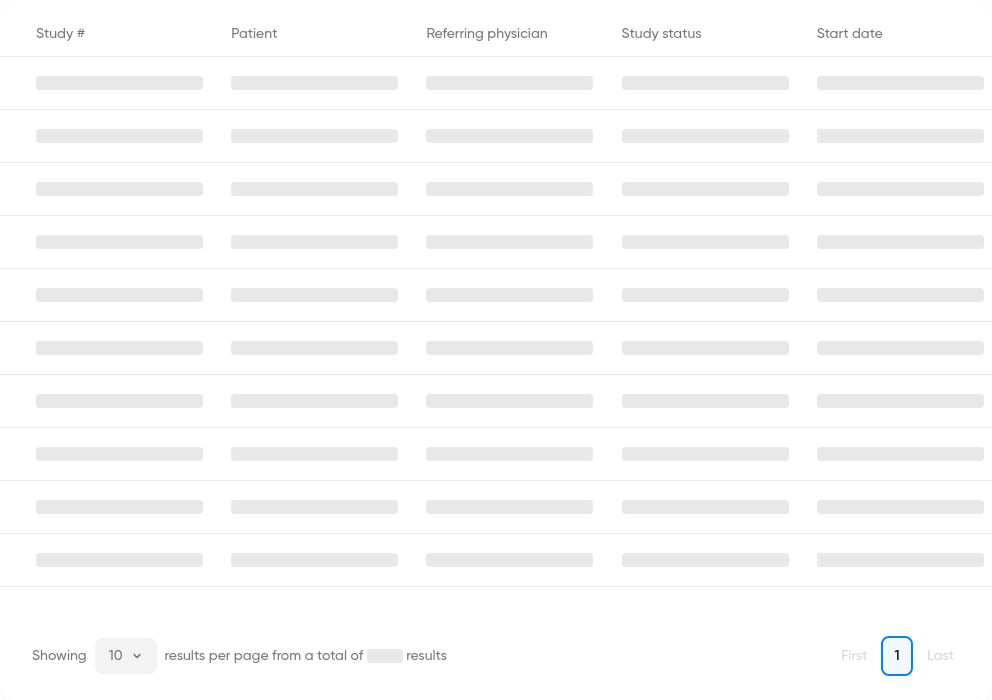 Study # Patient Referring physician Study status Start date
Showing 10 results per page from a total of results First 1 Last